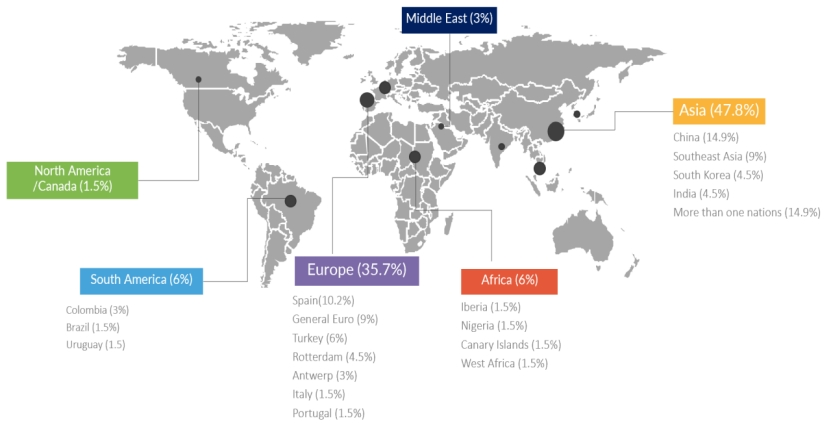 Middle East (3%)
Asia (47.8%)
China (14.9%)
Southeast Asia (9%)
South Korea (4.5%)
India (4.5%)
More than one nations (14.9%)
North America
/Canada (1.5%)
South America (6%)
Colombia (3%)
Brazil (1.5%)
Uruguay (1.5)
Europe (35.7%)
Spain(10.2%)
General Euro (9%)
Turkey (6%)
Rotterdam (4.5%)
Antwerp (3%)
Italy (1.5%)
Portugal (1.5%)
Africa (6%)
Iberia (1.5%)
Nigeria (1.5%)
Canary Islands (1.5%)
West Africa (1.5%)